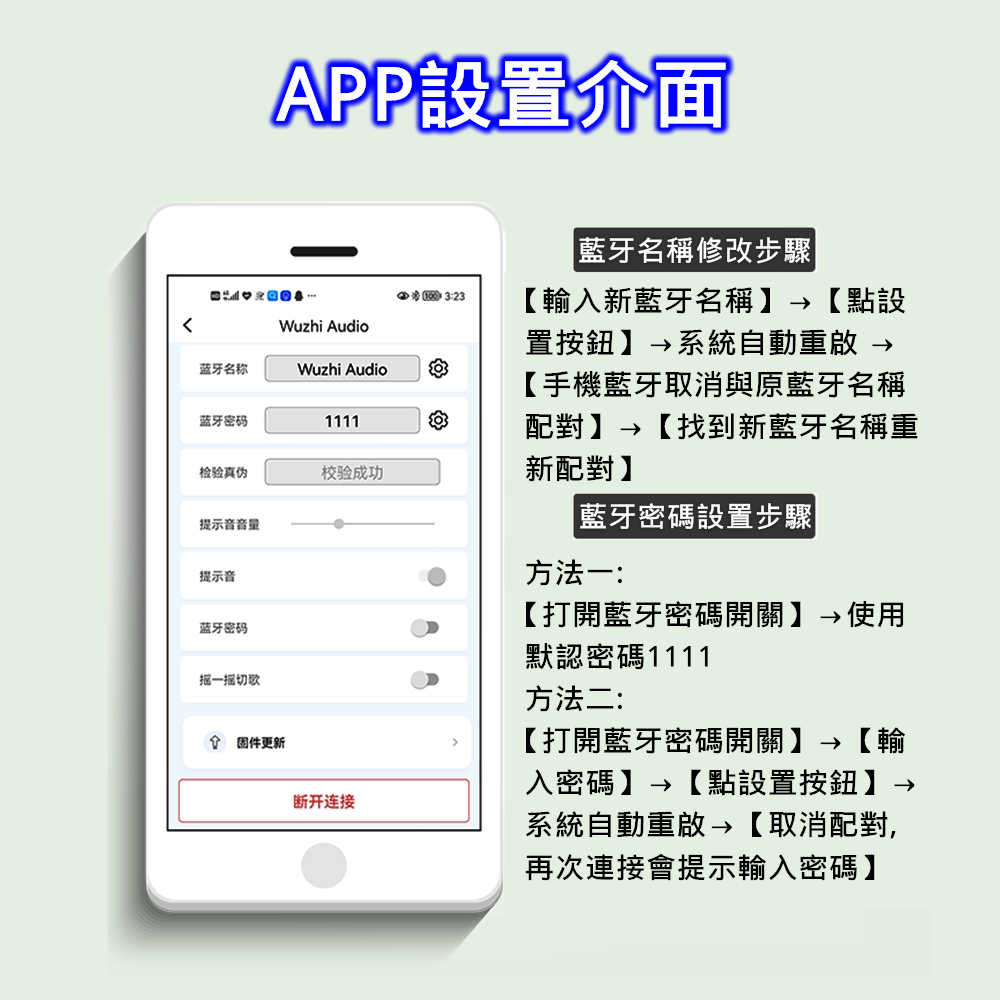 APP設置介面
3:23
Wuzhi Audio
蓝牙名称 Wuzhi Audio
蓝牙密码 1111
检验真伪 校验成功
提示音音量
提示音
蓝牙密码
摇一摇切歌
固件更新
断开连接
藍牙名稱修改步驟
【輸入新藍牙名稱】→【點設
置按鈕】→系統自動重啟 →
【手機藍牙取消與原藍牙名稱
配對】→【找到新藍牙名稱重
新配對】
藍牙密碼設置步驟
方法一:
【打開藍牙密碼開關】→使用
默認密碼1111
方法二:
【打開藍牙密碼開關】→【輸
入密碼】→【點設置按鈕】→
系統自動重啟→【取消配對,
再次連接會提示輸入密碼】